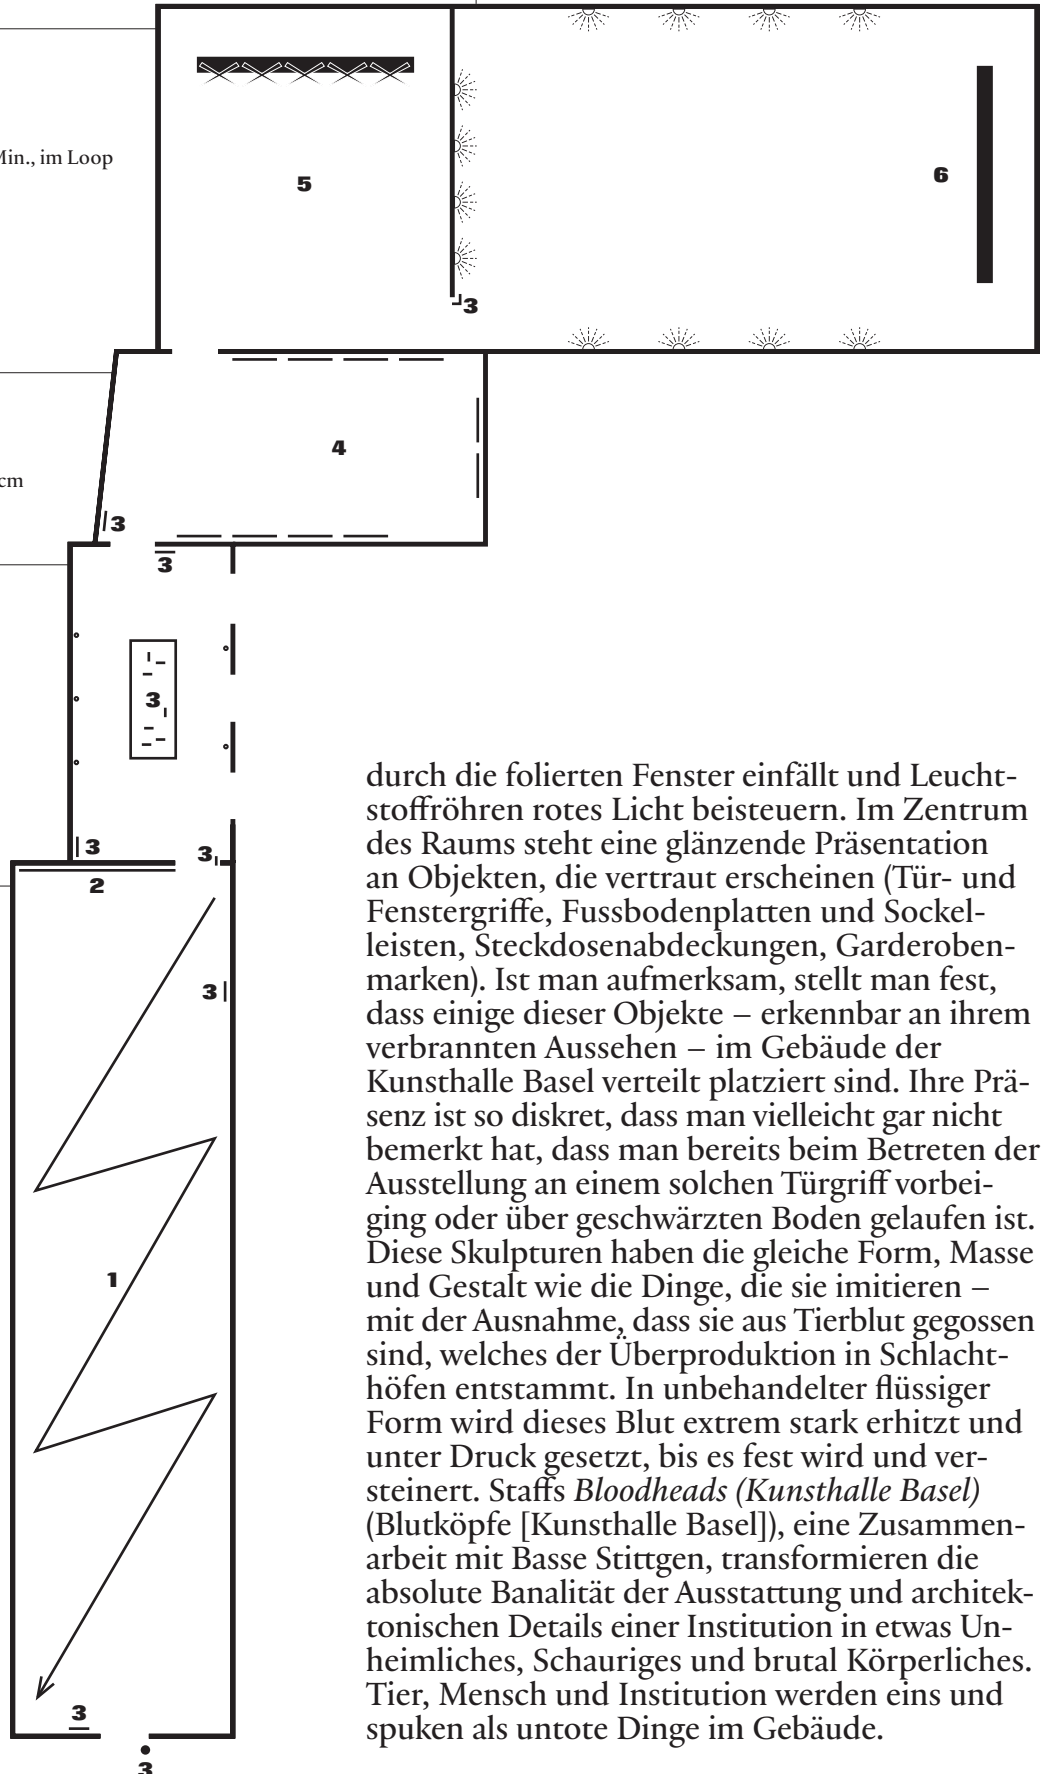 Min., im Loop
5
6
3
4
cm
3
3
3
3
3
2
3
1
3
3
durch die folierten Fenster einfällt und Leucht-
stoffröhren rotes Licht beisteuern. Im Zentrum
des Raums steht eine glänzende Präsentation
an Objekten, die vertraut erscheinen (Tür- und
Fenstergriffe, Fussbodenplatten und Sockel-
leisten, Steckdosenabdeckungen, Garderoben-
marken). Ist man aufmerksam, stellt man fest,
dass einige dieser Objekte – erkennbar an ihrem
verbrannten Aussehen – im Gebäude der
Kunsthalle Basel verteilt platziert sind. Ihre Prä-
senz ist so diskret, dass man vielleicht gar nicht
bemerkt hat, dass man bereits beim Betreten der
Ausstellung an einem solchen Türgriff vorbei-
ging oder über geschwärzten Boden gelaufen ist.
Diese Skulpturen haben die gleiche Form, Masse
und Gestalt wie die Dinge, die sie imitieren –
mit der Ausnahme, dass sie aus Tierblut gegossen
sind, welches der Überproduktion in Schlacht-
höfen entstammt. In unbehandelter flüssiger
Form wird dieses Blut extrem stark erhitzt und
unter Druck gesetzt, bis es fest wird und ver-
steinert. Staffs Bloodheads (Kunsthalle Basel)
(Blutköpfe [Kunsthalle Basel]), eine Zusammen-
arbeit mit Basse Stittgen, transformieren die
absolute Banalität der Ausstattung und architek-
tonischen Details einer Institution in etwas Un-
heimliches, Schauriges und brutal Körperliches.
Tier, Mensch und Institution werden eins und
spuken als untote Dinge im Gebäude.